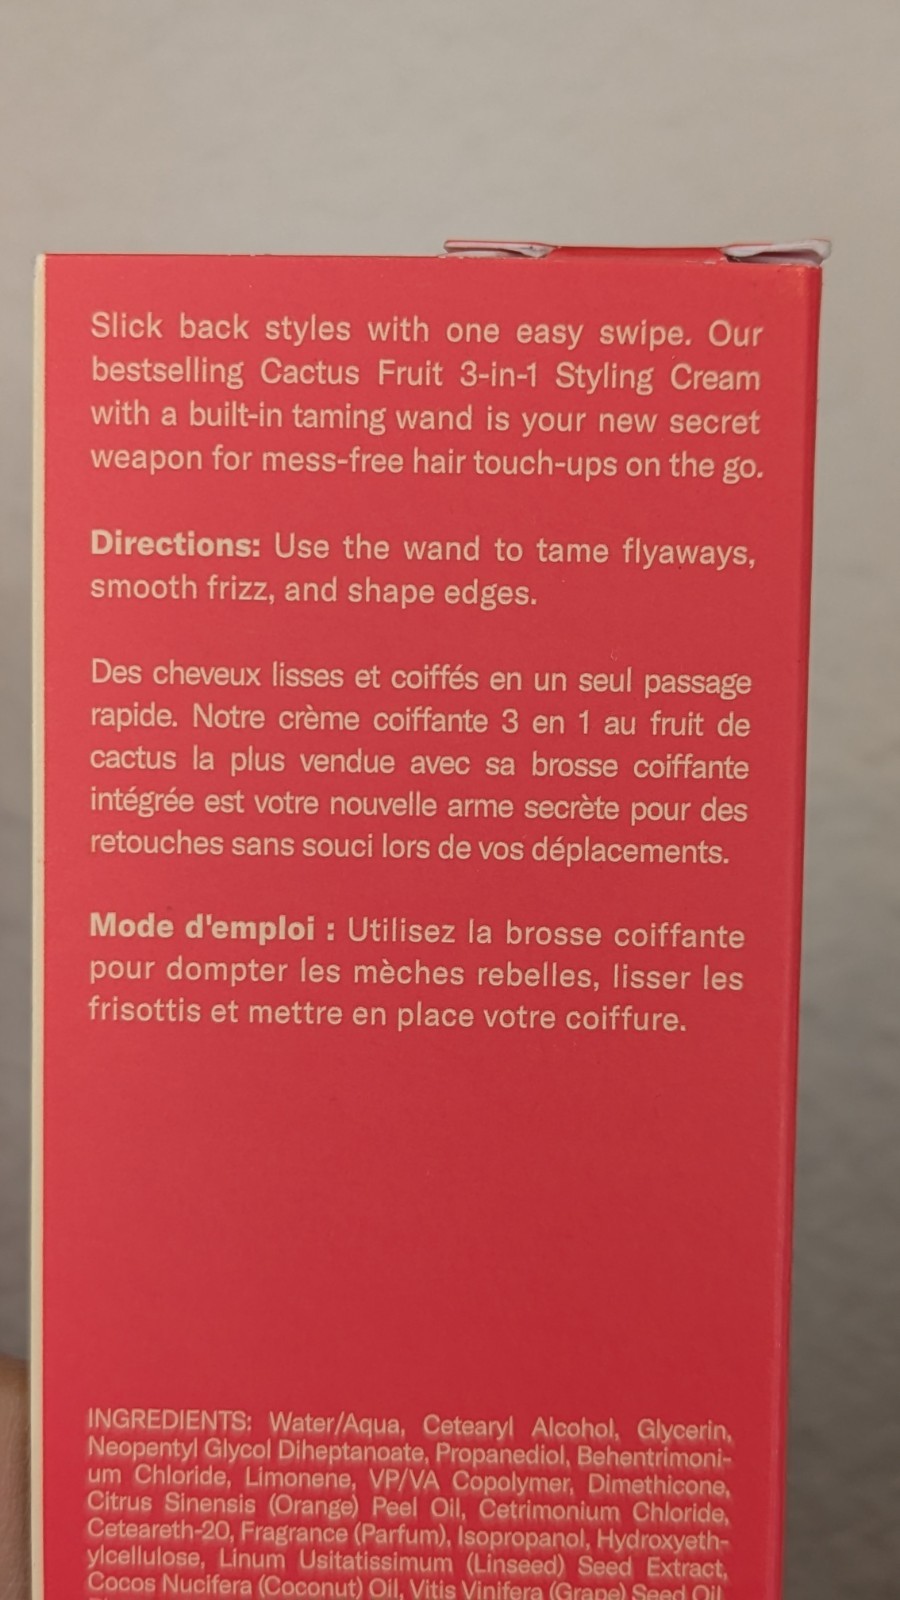 Slick back styles with one easy swipe. Our
bestselling Cactus Fruit 3-in-1 Styling Cream
with a built-in taming wand is your new secret
weapon for mess-free hair touch-ups on the go.
Directions: Use the wand to tame flyaways,
smooth frizz, and shape edges.
Des cheveux lisses et coiffés en un seul passage
rapide. Notre crème coiffante 3 en 1 au fruit de
cactus la plus vendue avec sa brosse coiffante
intégrée est votre nouvelle arme secrète pour des
retouches sans souci lors de vos déplacements.
Mode d'emploi : Utilisez la brosse coiffante
pour dompter les mèches rebelles, lisser les
frisottis et mettre en place votre coiffure.
INGREDIENTS: Water/Aqua, Cetearyl Alcohol, Glycerin,
Neopentyl Glycol Diheptanoate, Propanediol, Behentrimoni-
um Chloride, Limonene, VP/VA Copolymer, Dimethicone,
Citrus Sinensis (Orange) Peel Oil, Cetrimonium Chloride,
Ceteareth-20, Fragrance (Parfum), Isopropanol, Hydroxyeth-
ylcellulose, Linum Usitatissimum (Linseed) Seed Extract,
Cocos Nucifera (Coconut) Oil, Vitis Vinifera (Grape) Seed Oil,